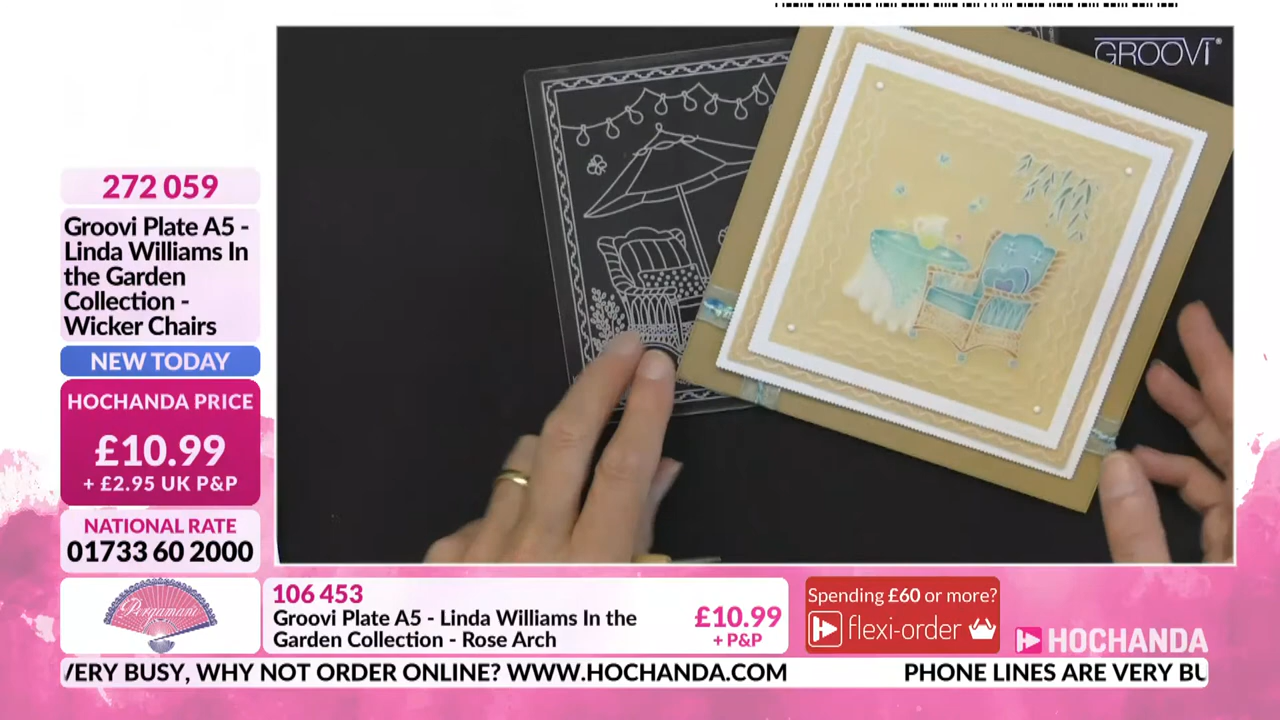 GROOVi®
272 059
Groovi Plate A5 -
Linda Williams In
the Garden
Collection -
Wicker Chairs
NEW TODAY
HOCHANDA PRICE
£10.99
+ £2.95 UK P&P
NATIONAL RATE
01733 60 2000
Pergamano
106 453
Groovi Plate A5 - Linda Williams In the
Garden Collection - Rose Arch
£10.99
+ P&P
Spending £60 or more?
flexi-order
HOCHANDA
VERY BUSY, WHY NOT ORDER ONLINE? WWW.HOCHANDA.COM PHONE LINES ARE VERY BU